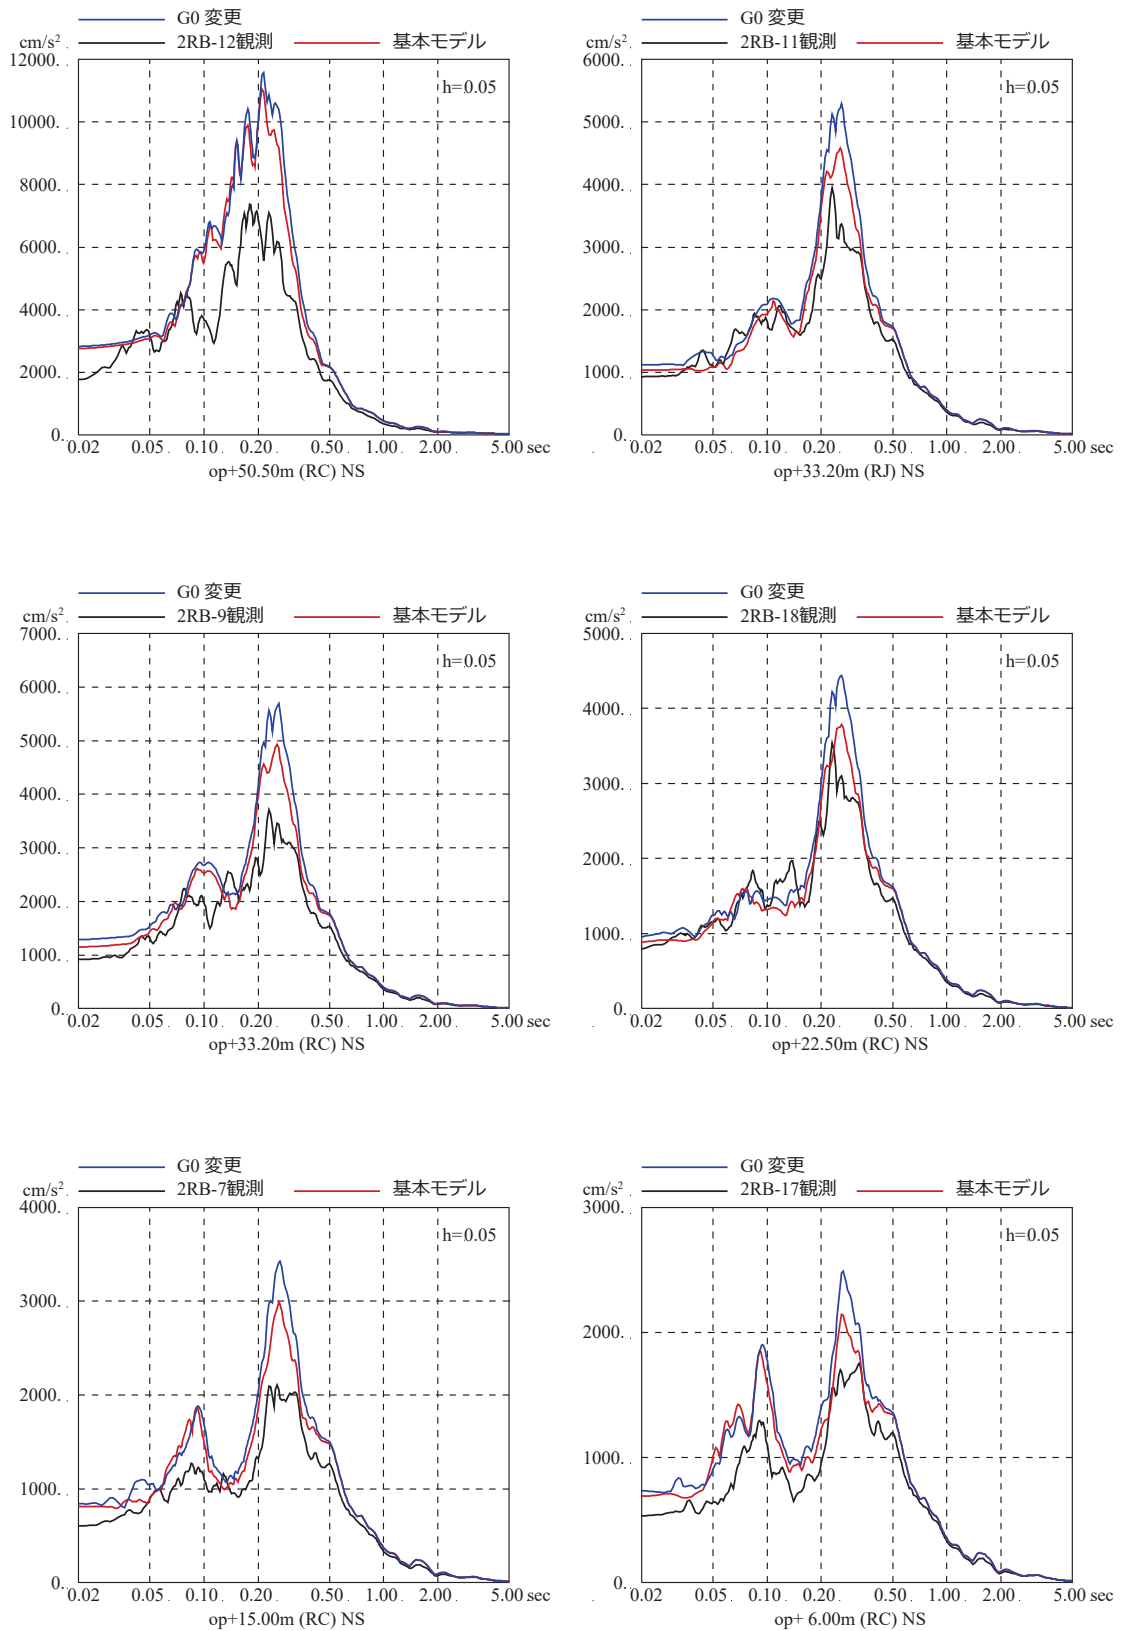 G0 変更
cm/s² 2RB-12観測 基本モデル
12000.
h=0.05
10000.
8000.
6000.
4000.
2000.
0.
0.02 0.05 0.10 0.20 0.50 1.00 2.00 5.00 sec
op+50.50m (RC) NS
G0 変更
cm/s² 2RB-11観測 基本モデル
6000.
h=0.05
5000.
4000.
3000.
2000.
1000.
0.
0.02 0.05 0.10 0.20 0.50 1.00 2.00 5.00 sec
op+33.20m (RJ) NS
G0 変更
cm/s² 2RB-9観測 基本モデル
7000.
h=0.05
6000.
5000.
4000.
3000.
2000.
1000.
0.
0.02 0.05 0.10 0.20 0.50 1.00 2.00 5.00 sec
op+33.20m (RC) NS
G0 変更
cm/s² 2RB-18観測 基本モデル
5000.
h=0.05
4000.
3000.
2000.
1000.
0.
0.02 0.05 0.10 0.20 0.50 1.00 2.00 5.00 sec
op+22.50m (RC) NS
G0 変更
cm/s² 2RB-7観測 基本モデル
4000.
h=0.05
3000.
2000.
1000.
0.
0.02 0.05 0.10 0.20 0.50 1.00 2.00 5.00 sec
op+15.00m (RC) NS
G0 変更
cm/s² 2RB-17観測 基本モデル
3000.
h=0.05
2000.
1000.
0.
0.02 0.05 0.10 0.20 0.50 1.00 2.00 5.00 sec
op+ 6.00m (RC) NS